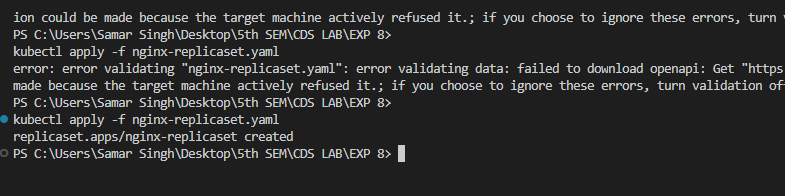 ion could be made because the target machine actively refused it.; if you choose to ignore these errors, turn
PS C:\Users\Samar Singh\Desktop\5th SEM\CDS LAB\EXP 8>
kubectl apply -f nginx-replicaset.yaml
error: error validating "nginx-replicaset.yaml": error validating data: failed to download openapi: Get "https
made because the target machine actively refused it.; if you choose to ignore these errors, turn validation of
PS C:\Users\Samar Singh\Desktop\5th SEM\CDS LAB\EXP 8>
kubectl apply -f nginx-replicaset.yaml
replicaset.apps/nginx-replicaset created
PS C:\Users\Samar Singh\Desktop\5th SEM\CDS LAB\EXP 8>